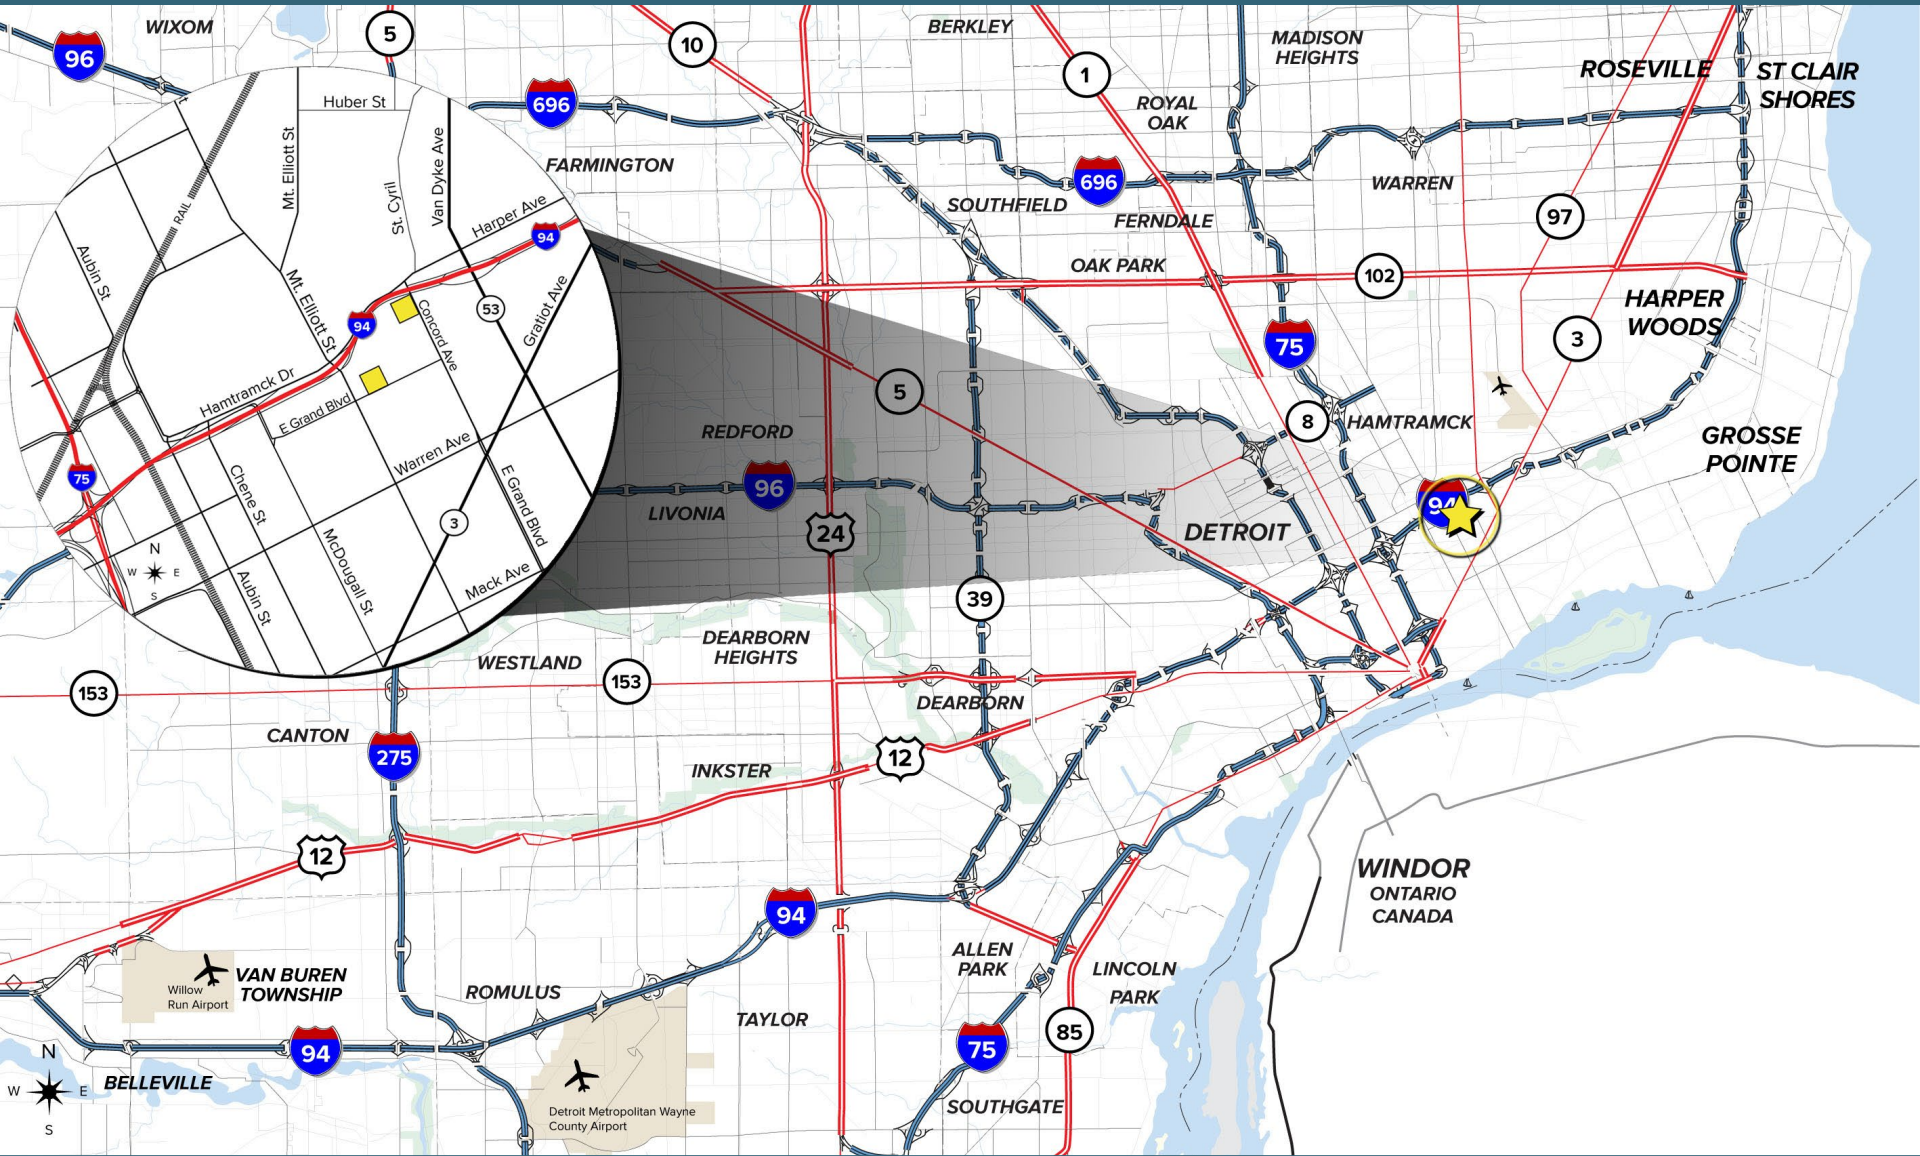 WIXOM
5
10
BERKLEY
MADISON
HEIGHTS
96
1
ROSEVILLE
ST CLAIR
SHORES
696
ROYAL
OAK
FARMINGTON
696
WARREN
SOUTHFIELD
FERNDALE
97
OAK PARK
102
HARPER
WOODS
75
3
5
8
HAMTRAMCK
REDFORD
GROSSE
POINTE
96
LIVONIA
24
DETROIT
94
39
DEARBORN
HEIGHTS
WESTLAND
153
153
DEARBORN
CANTON
275
12
INKSTER
12
WINDOR
ONTARIO
CANADA
94
ALLEN
PARK
LINCOLN
PARK
Willow
Run Airport
VAN BUREN
TOWNSHIP
ROMULUS
TAYLOR
85
75
94
N
W
E
S
BELLEVILLE
Detroit Metropolitan Wayne
County Airport
SOUTHGATE
Huber St
Mt. Elliott St
St. Cyril
Van Dyke Ave
RAIL
Harper Ave
94
Aubin St
Mt. Elliott St
94
Concord Ave
53
Gratiot Ave
Hamtramck Dr
E Grand Blvd
Warren Ave
75
Chene St
E Grand Blvd
3
McDougall St
N
W
E
S
Aubin St
Mack Ave